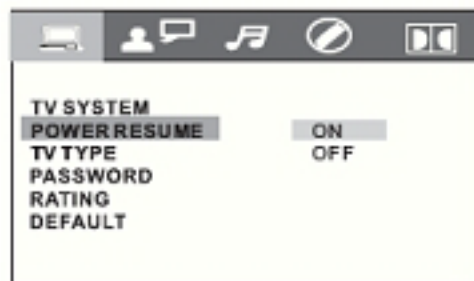 TV SYSTEM
POWER RESUME ON
TV TYPE OFF
PASSWORD
RATING
DEFAULT